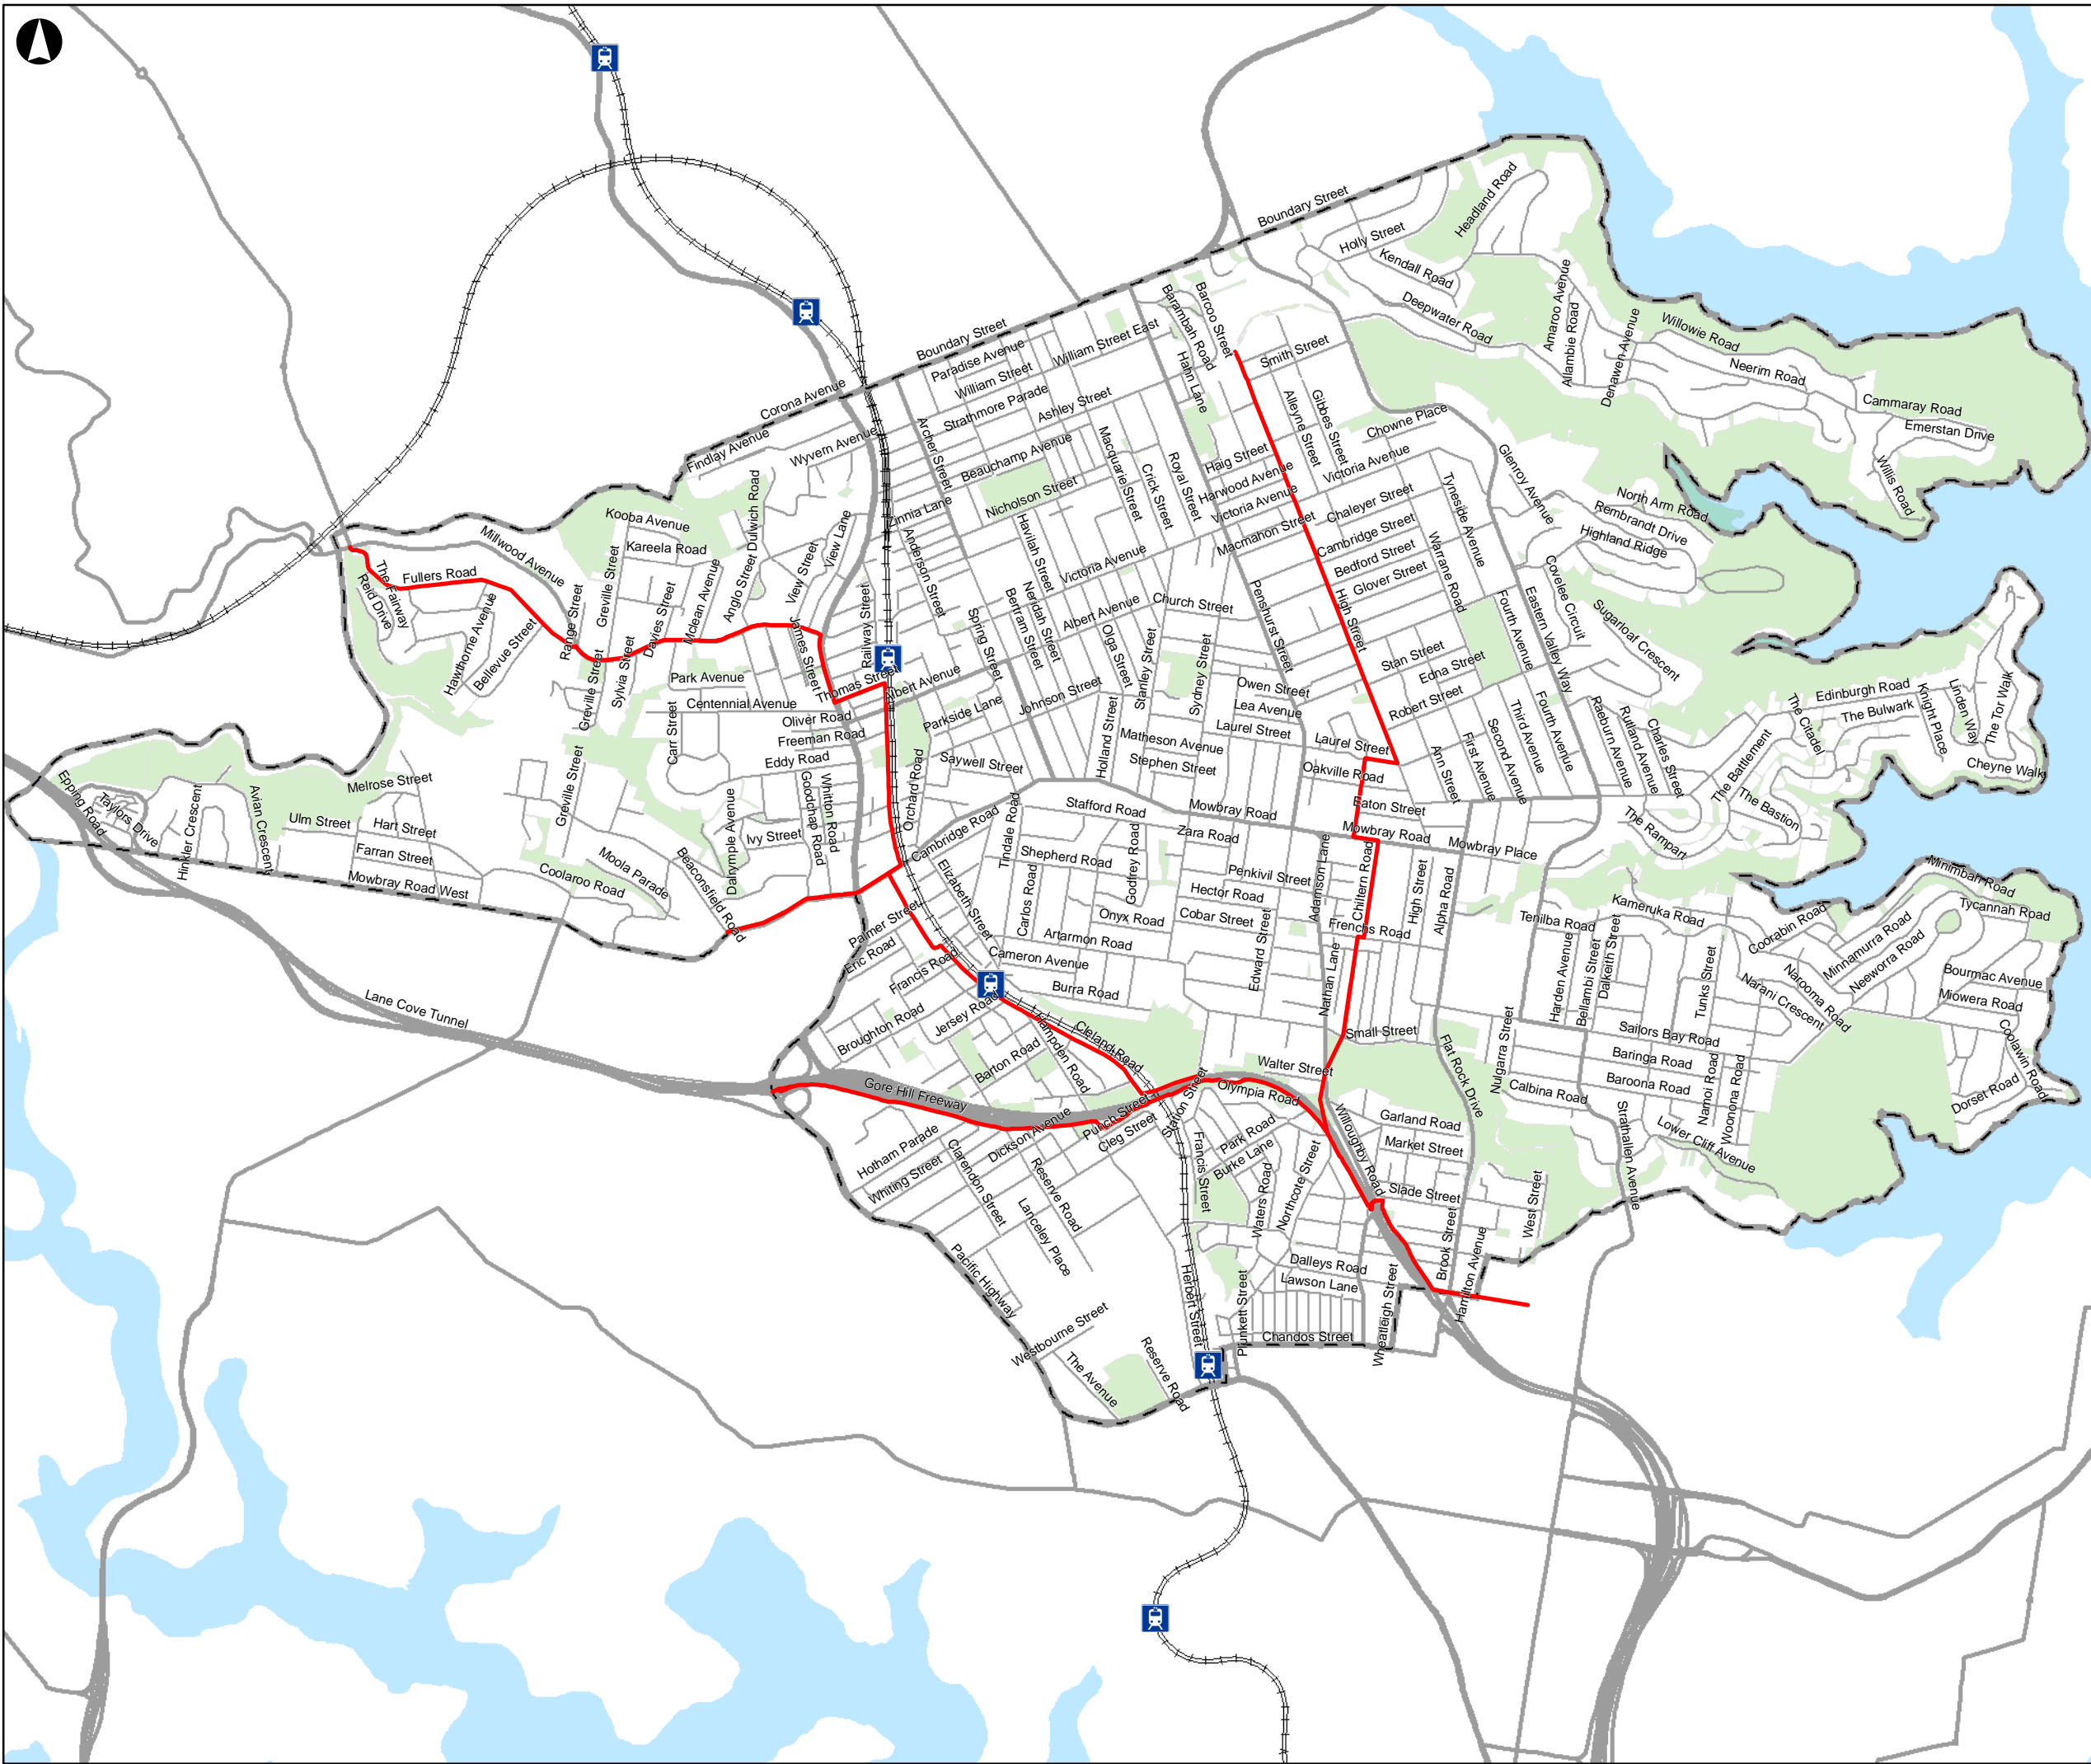 Boundary Street
Headland Road
Holly Street
Kendall Road
Deepwater Road
Amaroo Avenue
Allambie Road
Denawen Avenue
Willowie Road
Neerim Road
Cammaray Road
Emerstan Drive
Willis Road
Barcoo Street
Barambah Road
Hahn Lane
Smith Street
Boundary Street
Paradise Avenue
William Street East
William Street
Strathmore Parade
Ashley Street
Corona Avenue
Archer Street
Findlay Avenue
Wyvern Avenue
Beauchamp Avenue
Macquarie Street
Crick Street
Royal Street
Haig Street
Harwood Avenue
Victoria Avenue
Alleyne Street
Gibbes Street
Chowne Place
Victoria Avenue
Glenroy Avenue
Tyneside Avenue
North Arm Road
Rembrandt Drive
Highland Ridge
Nicholson Street
Zinnia Lane
Dulwich Road
Kooba Avenue
Kareela Road
Millwood Avenue
Fullers Road
The Fairway
Reid Drive
Hawthorne Avenue
Bellevue Street
Range Street
Greville Street
Greville Street
Sylvia Street
Davies Street
Mclean Avenue
Anglo Street
View Street
View Lane
James Street
Railway Street
Thomas Street
Albert Avenue
Anderson Street
Havilah Street
Victoria Avenue
Neridah Street
Bertram Street
Spring Street
Albert Avenue
Church Street
Olga Street
Stanley Street
Sydney Street
Penshurst Street
Macmahon Street
Chaleyer Street
Cambridge Street
Bedford Street
Glover Street
High Street
Warrane Road
Fourth Avenue
Eastern Valley Way
Covelee Circuit
Sugarloaf Crescent
Stan Street
Edna Street
Robert Street
Park Avenue
Centennial Avenue
Oliver Road
Freeman Road
Eddy Road
Carr Street
Parkside Lane
Johnson Street
Holland Street
Owen Street
Lea Avenue
Laurel Street
Laurel Street
Matheson Avenue
Stephen Street
Oakville Road
Eaton Street
Ann Street
First Avenue
Second Avenue
Third Avenue
Fourth Avenue
Raeburn Avenue
Rutland Avenue
Charles Street
The Battlement
The Citadel
Edinburgh Road
The Bulwark
Knight Place
Linden Way
The Tor Walk
Cheyne Walk
The Bastion
The Rampart
Epping Road
Taylors Drive
Hinkler Crescent
Avian Crescent
Melrose Street
Ulm Street
Hart Street
Farran Street
Mowbray Road West
Greville Street
Coolaroo Road
Moola Parade
Beaconsfield Road
Dalrymple Avenue
Goodchap Road
Whitton Road
Ivy Street
Orchard Road
Saywell Street
Cambridge Road
Tindale Road
Stafford Road
Mowbray Road
Zara Road
Mowbray Road
Mowbray Place
Shepherd Road
Godfrey Road
Penkivil Street
Hector Road
Cobar Street
Onyx Road
Carlos Road
Elizabeth Street
Artarmon Road
Cameron Avenue
Burra Road
Edward Street
Adamson Lane
Nathan Lane
Chiltern Road
Frenchs Road
High Street
Alpha Road
Palmer Street
Eric Road
Francis Road
Broughton Road
Jersey Road
Hampden Road
Barton Road
Cleland Road
Small Street
Walter Street
Olympia Road
Flat Rock Drive
Nulgarra Street
Tenilba Road
Kameruka Road
Harden Avenue
Bellambi Street
Dalkeith Street
Tunks Street
Coorabin Road
Minimbah Road
Tycannah Road
Minnamurra Road
Neeworra Road
Narooma Road
Narani Crescent
Bourmac Avenue
Miowera Road
Colawin Road
Dorset Road
Sailors Bay Road
Baringa Road
Baroona Road
Calbina Road
Namoi Road
Woonona Road
Strathallen Avenue
Lower Cliff Avenue
Lane Cove Tunnel
Gore Hill Freeway
Dickson Avenue
Punch Street
Cleg Street
Station Street
Hotham Parade
Whiting Street
Clarendon Street
Reserve Road
Lanceley Place
Francis Street
Park Road
Burke Lane
Waters Road
Northcote Street
Willoughby Road
Garland Road
Market Street
Slade Street
West Street
Brook Street
Hamilton Avenue
Dalleys Road
Lawson Lane
Herbert Street
Plunkett Street
Chandos Street
Wheatleigh Street
Pacific Highway
Westbourne Street
The Avenue
Reserve Road